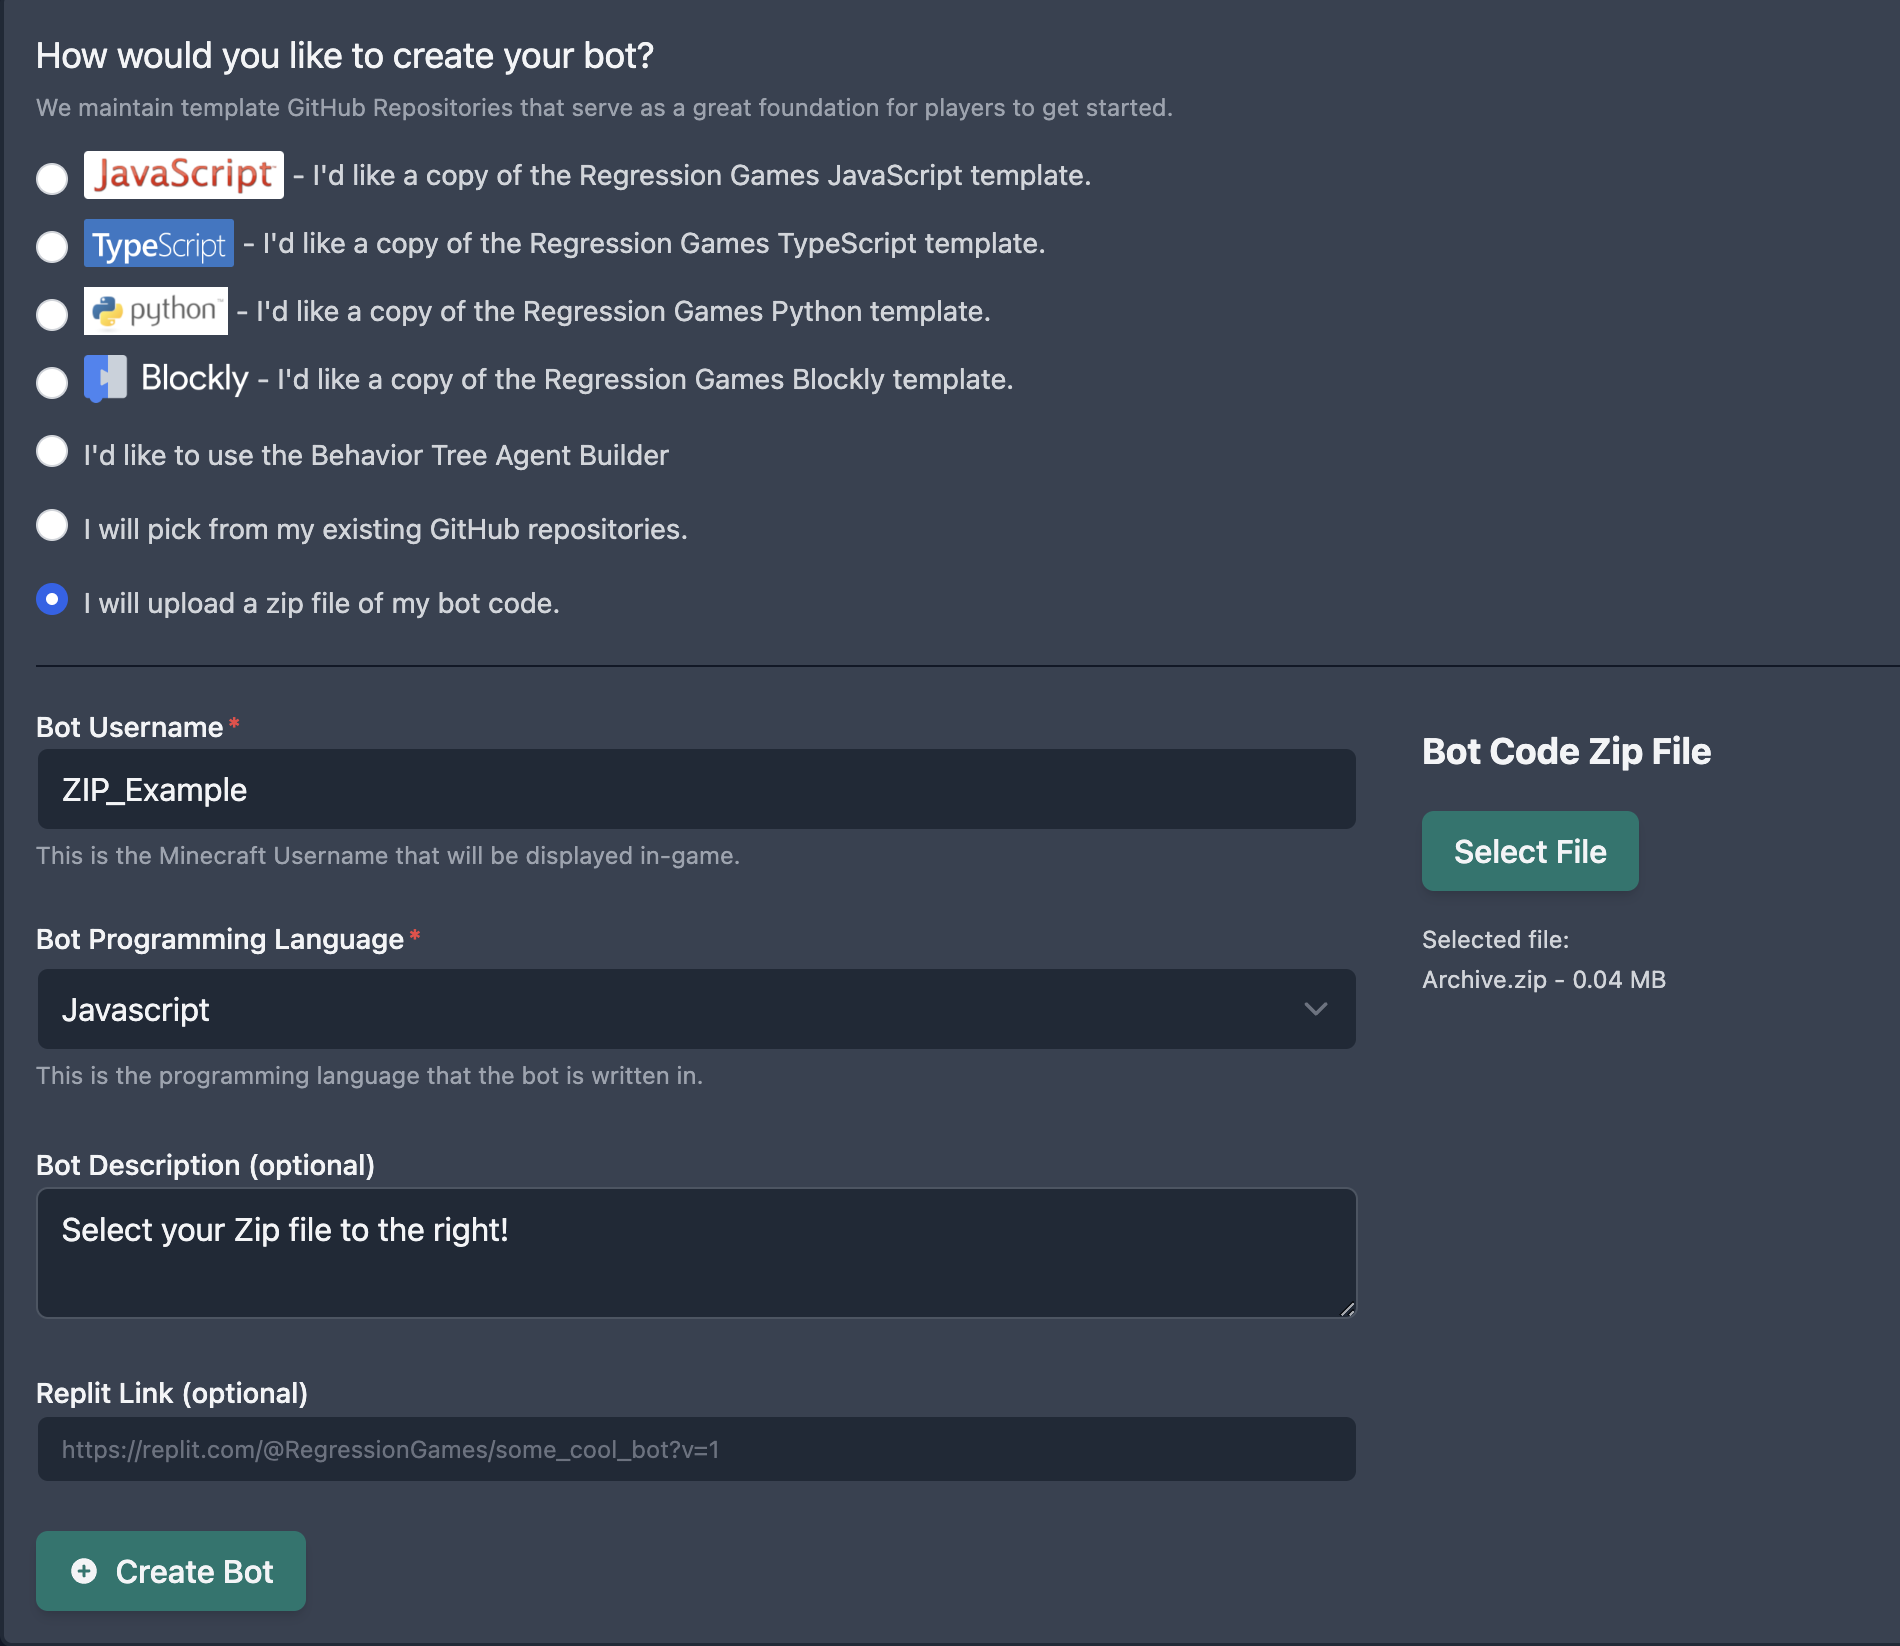 How would you like to create your bot?
We maintain template GitHub Repositories that serve as a great foundation for players to get started.
JavaScript™ - I'd like a copy of the Regression Games JavaScript template.
TypeScript - I'd like a copy of the Regression Games TypeScript template.
python™ - I'd like a copy of the Regression Games Python template.
Blockly - I'd like a copy of the Regression Games Blockly template.
I'd like to use the Behavior Tree Agent Builder
I will pick from my existing GitHub repositories.
I will upload a zip file of my bot code.
Bot Username*
ZIP_Example
This is the Minecraft Username that will be displayed in-game.
Bot Programming Language*
Javascript
This is the programming language that the bot is written in.
Bot Description (optional)
Select your Zip file to the right!
Replit Link (optional)
https://replit.com/@RegressionGames/some_cool_bot?v=1
Create Bot
Bot Code Zip File
Select File
Selected file:
Archive.zip - 0.04 MB